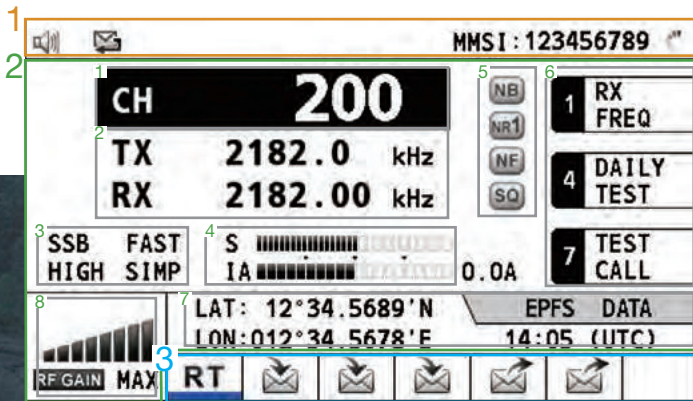 1
MMSI:123456789
2
1
CH 200
2
TX 2182.0 kHz
RX 2182.00 kHz
5
NB
NR1
NF
SQ
6
1 RX FREQ
4 DAILY TEST
7 TEST CALL
3
SSB FAST
HIGH SIMP
4
S
IA 0.0A
7
LAT: 12°34.5689'N EPFS DATA
LON:012°34.5678'E 14:05 (UTC)
8
RF GAIN MAX
3
RT